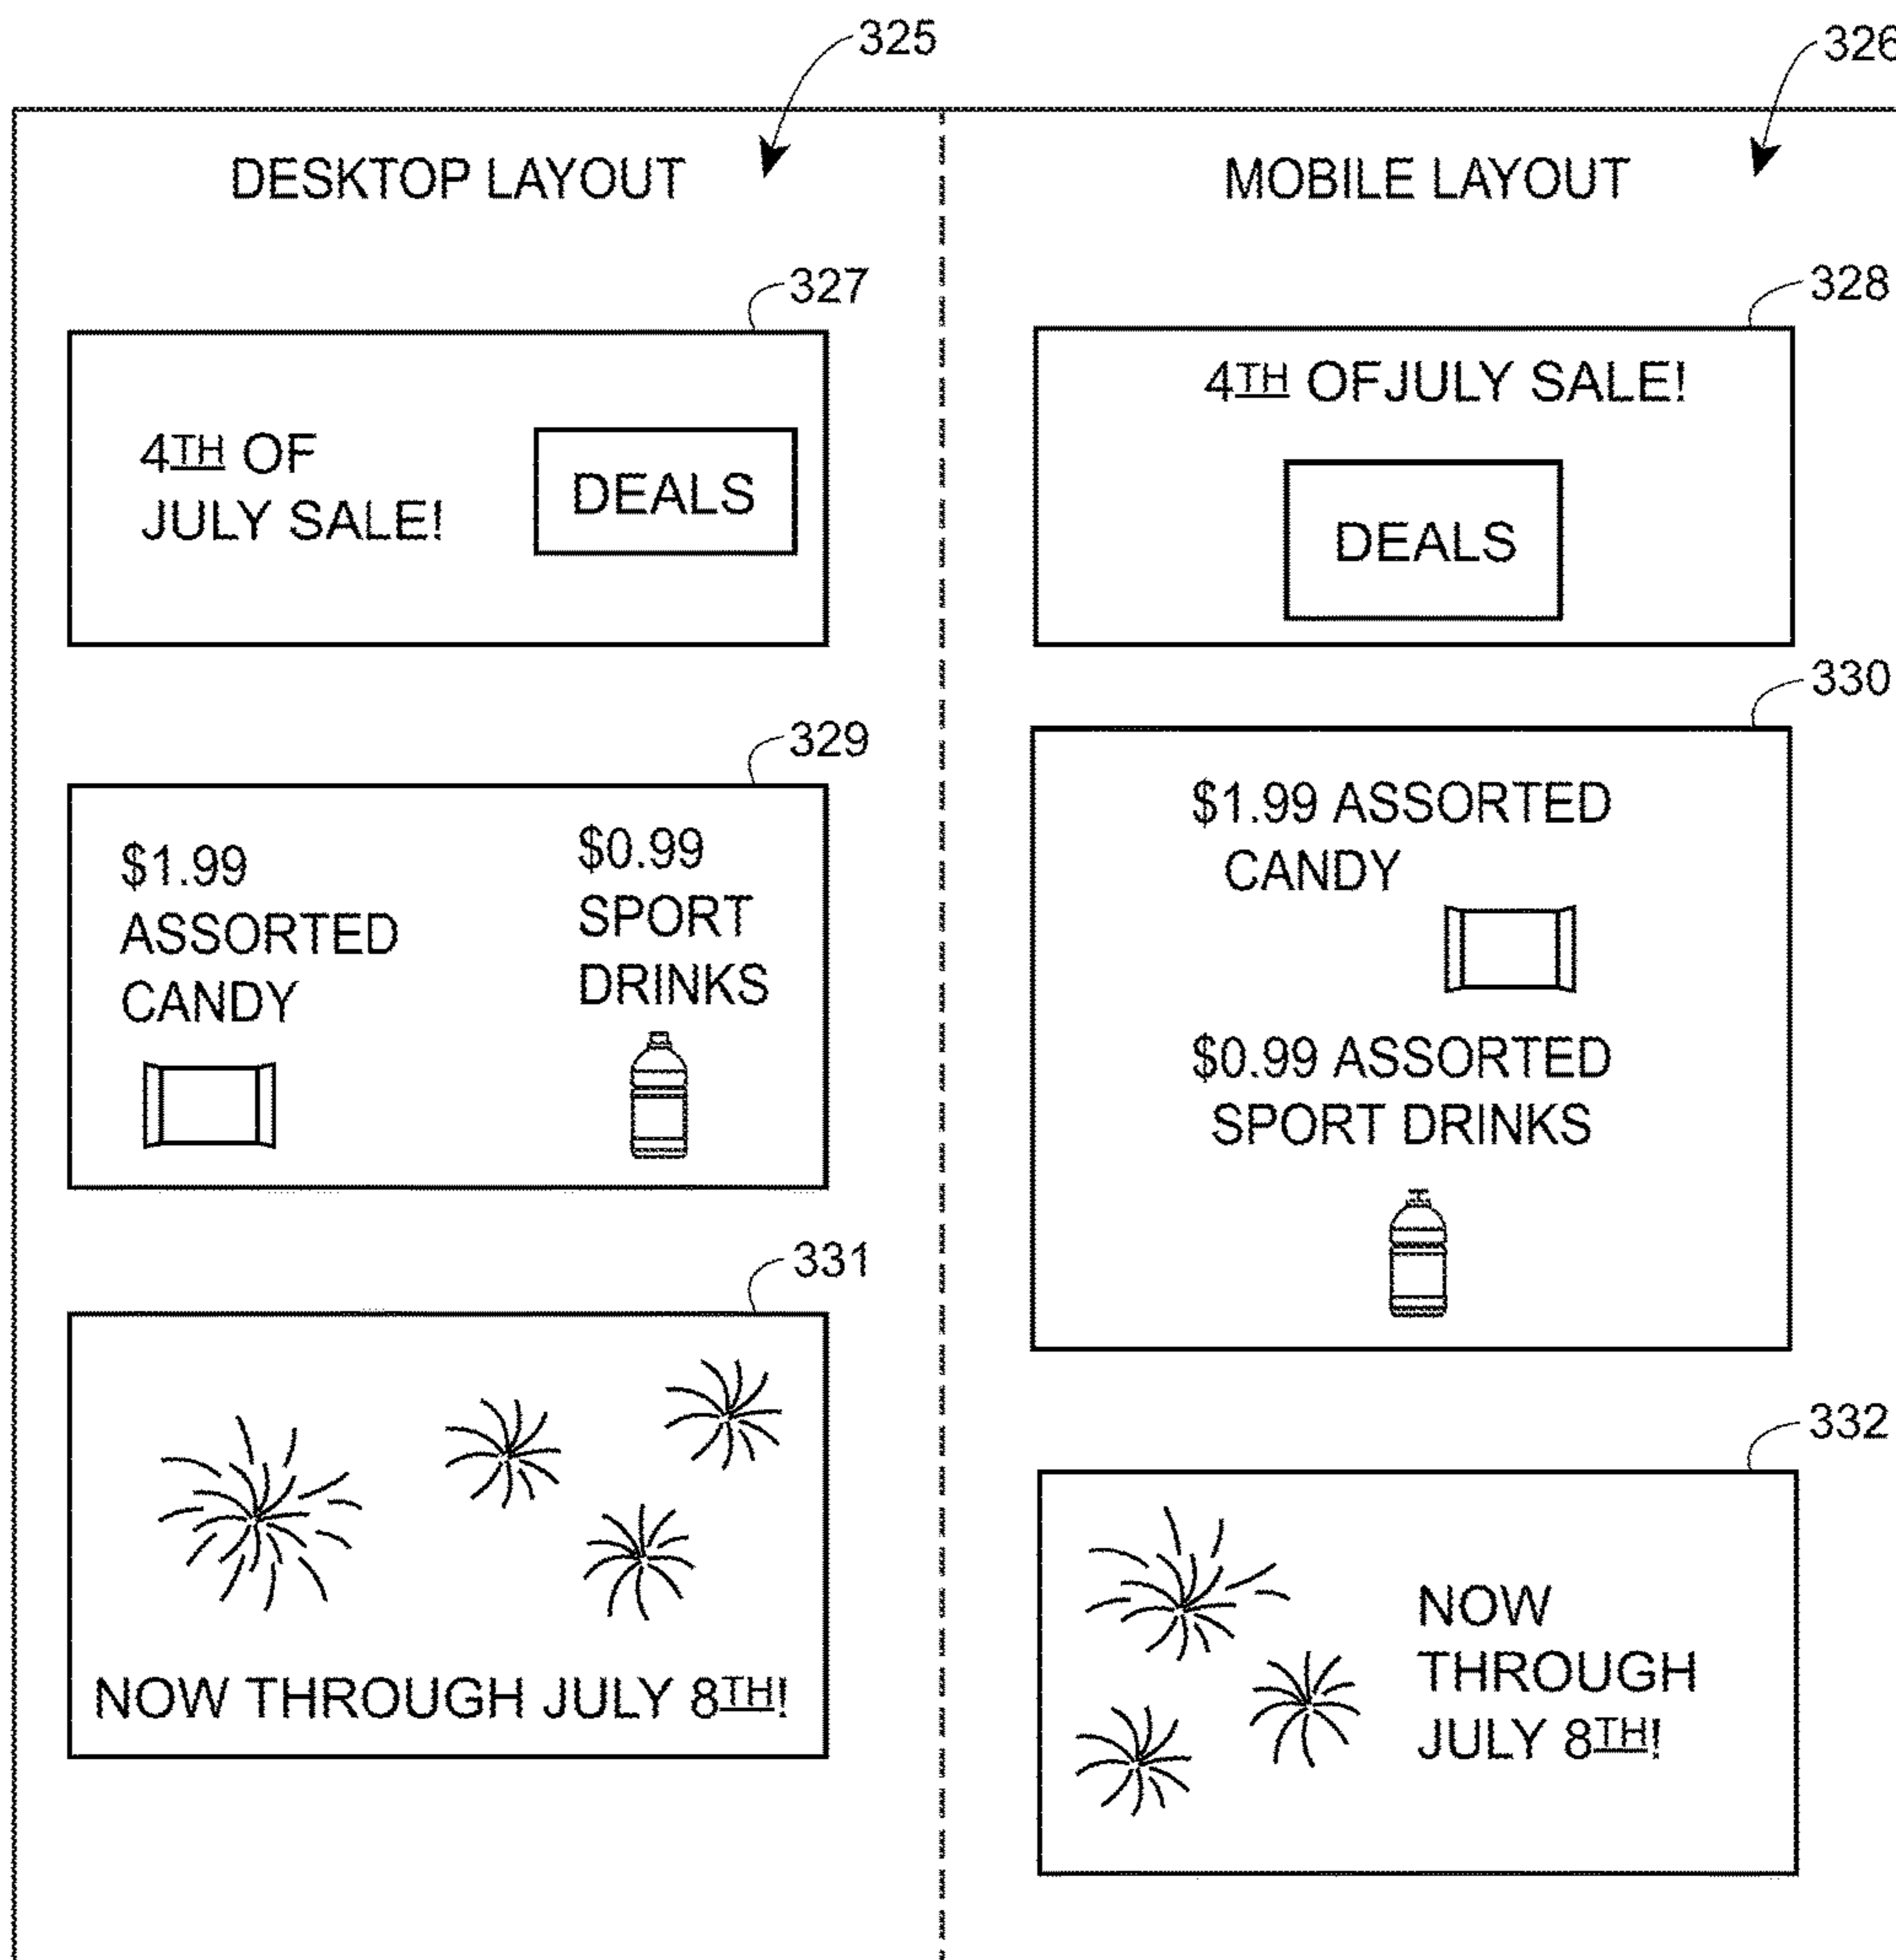 325
326
DESKTOP LAYOUT
327
4TH OF
JULY SALE!
DEALS
329
$1.99
ASSORTED
CANDY
$0.99
SPORT
DRINKS
331
NOW THROUGH JULY 8TH!
MOBILE LAYOUT
328
4TH OFJULY SALE!
DEALS
330
$1.99 ASSORTED
CANDY
$0.99 ASSORTED
SPORT DRINKS
332
NOW
THROUGH
JULY 8TH!